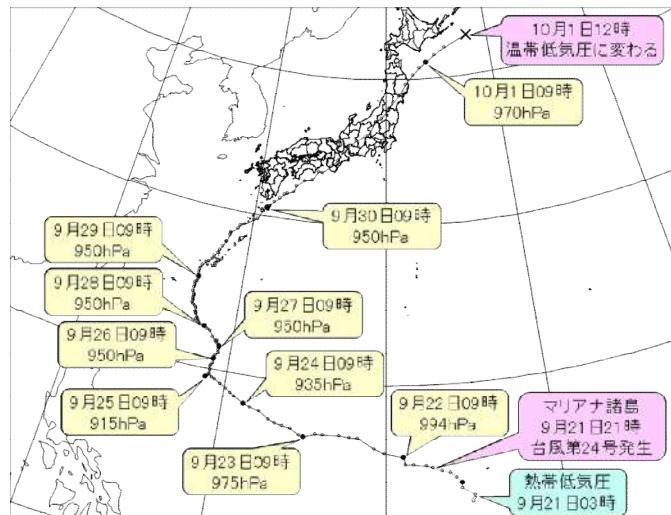 10月1日12時
温帯低気圧に変わる
10月1日09時
970hPa
9月30日09時
950hPa
9月29日09時
950hPa
9月28日09時
950hPa
9月27日09時
950hPa
9月26日09時
950hPa
9月24日09時
935hPa
9月25日09時
915hPa
9月22日09時
994hPa
マリアナ諸島
9月21日21時
台風第24号発生
9月23日09時
975hPa
熱帯低気圧
9月21日03時